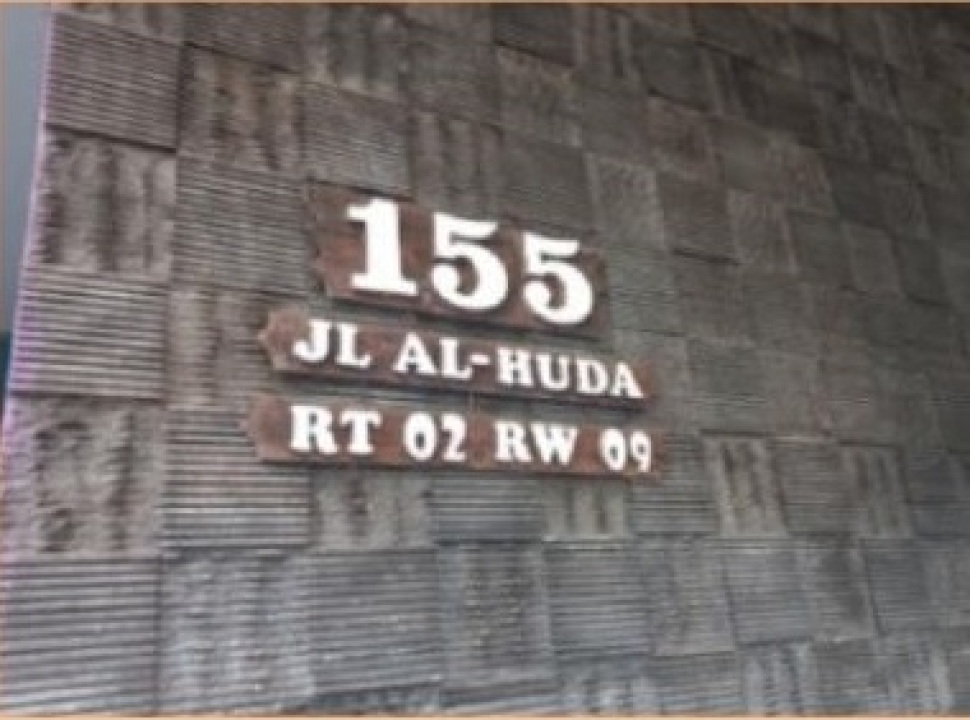 155
JL AL-HUDA
RT 02 RW 09